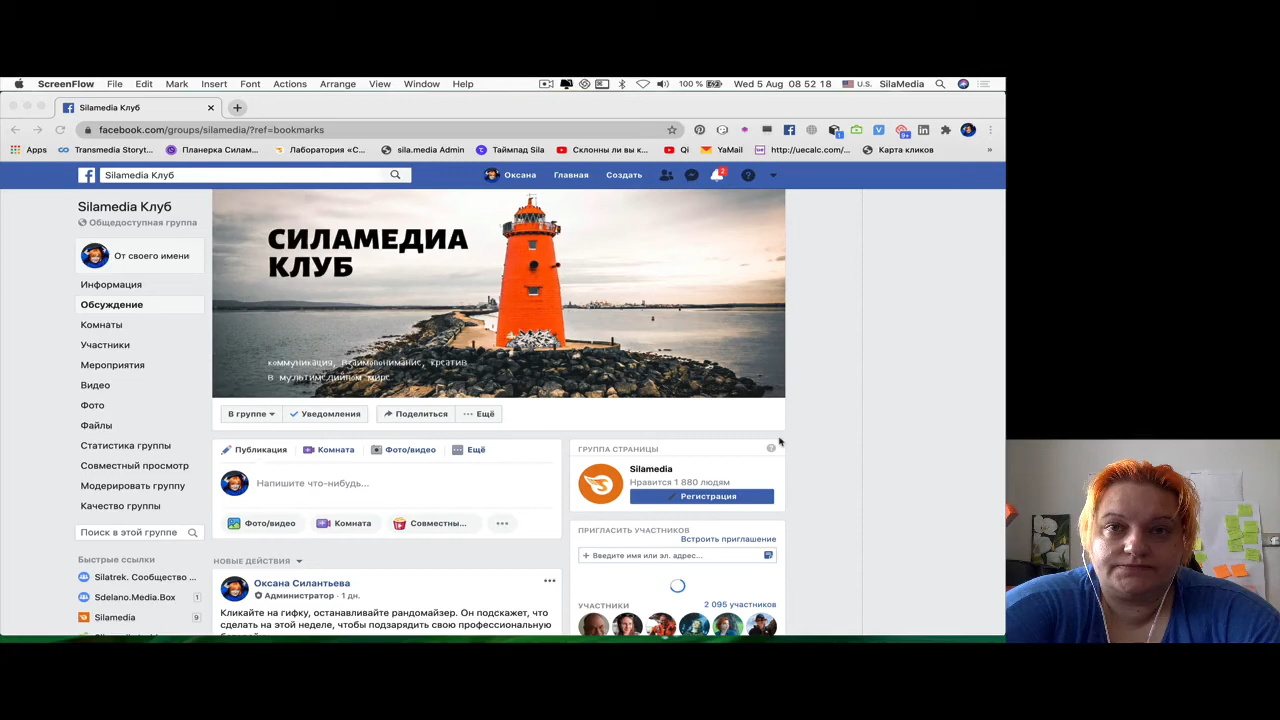 ScreenFlow File Edit Mark Insert Font Actions Arrange View Window Help 100 % Wed 5 Aug 08 52 18 U.S. SilaMedia
Silamedia Клуб
facebook.com/groups/silamedia/?ref=bookmarks
Apps Transmedia Storyt... Планерка Силам... Лаборатория «С... sila.media Admin Таймпад Sila Склонны ли вы к... Qi YaMail http://uecalc.com/... Карта кликов »
Silamedia Клуб Оксана Главная Создать 2
Silamedia Клуб
Общедоступная группа
От своего имени
Информация
Обсуждение
Комнаты
Участники
Мероприятия
Видео
Фото
Файлы
Статистика группы
Совместный просмотр
Модерировать группу
Качество группы
Поиск в этой группе
Быстрые ссылки
Silatrek. Сообщество ...
Sdelano.Media.Box 1
Silamedia 9
СИЛАМЕДИА
КЛУБ
коммуникация, взаимопонимание, креатив
в мультимедийном мире
В группе Уведомления Поделиться Ещё
Публикация Комната Фото/видео Ещё
Напишите что-нибудь...
Фото/видео Комната Совместны...
НОВЫЕ ДЕЙСТВИЯ
Оксана Силантьева
Администратор · 1 дн.
Кликайте на гифку, останавливайте рандомайзер. Он подскажет, что
сделать на этой неделе, чтобы подзарядить свою профессиональную
ГРУППА СТРАНИЦЫ
Silamedia
Нравится 1 880 людям
Регистрация
ПРИГЛАСИТЬ УЧАСТНИКОВ
Встроить приглашение
+ Введите имя или эл. адрес...
УЧАСТНИКИ 2 095 участников